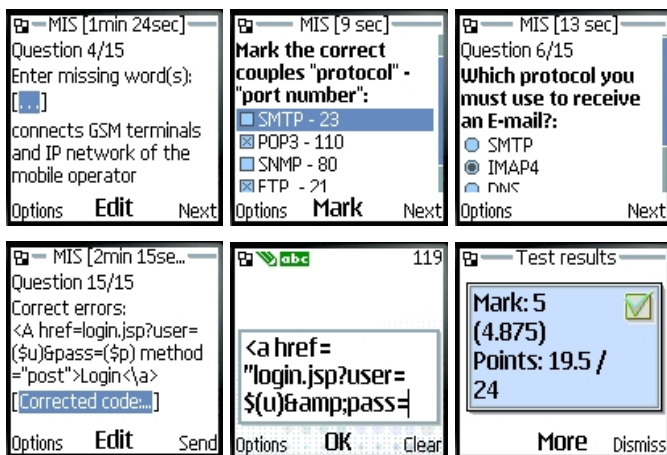 MIS [1min 24sec]
Question 4/15
Enter missing word(s):
[...]
connects GSM terminals
and IP network of the
mobile operator
Options Edit Next
MIS [9 sec]
Mark the correct
couples "protocol" -
"port number":
SMTP - 23
POP3 - 110
SNMP - 80
FTP - 21
Options Mark Next
MIS [13 sec]
Question 6/15
Which protocol you
must use to receive
an E-mail?:
SMTP
IMAP4
DNS
Options Next
MIS [2min 15se...
Question 15/15
Correct errors:
<A href=login.jsp?user=
($u)&pass=($p) method
="post">Login<\a>
[Corrected code:...]
Options Edit Send
abc 119
<a href=
"login.jsp?user=
$(u)&amp;pass=
Options OK Clear
Test results
Mark: 5
(4.875)
Points: 19.5 /
24
More Dismiss